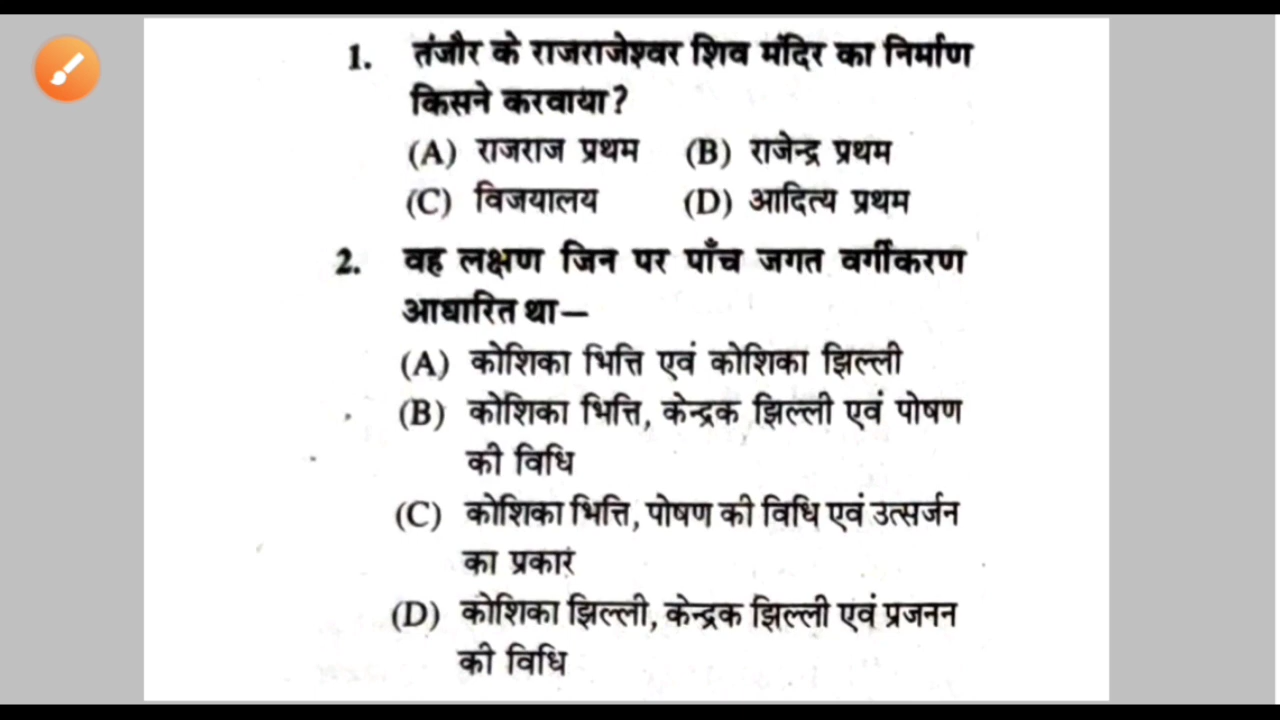 1. तंजौर के राजराजेश्वर शिव मंदिर का निर्माण
किसने करवाया?
(A) राजराज प्रथम (B) राजेन्द्र प्रथम
(C) विजयालय (D) आदित्य प्रथम
2. वह लक्षण जिन पर पाँच जगत वर्गीकरण
आधारित था—
(A) कोशिका भित्ति एवं कोशिका झिल्ली
(B) कोशिका भित्ति, केन्द्रक झिल्ली एवं पोषण
की विधि
(C) कोशिका भित्ति, पोषण की विधि एवं उत्सर्जन
का प्रकार
(D) कोशिका झिल्ली, केन्द्रक झिल्ली एवं प्रजनन
की विधि